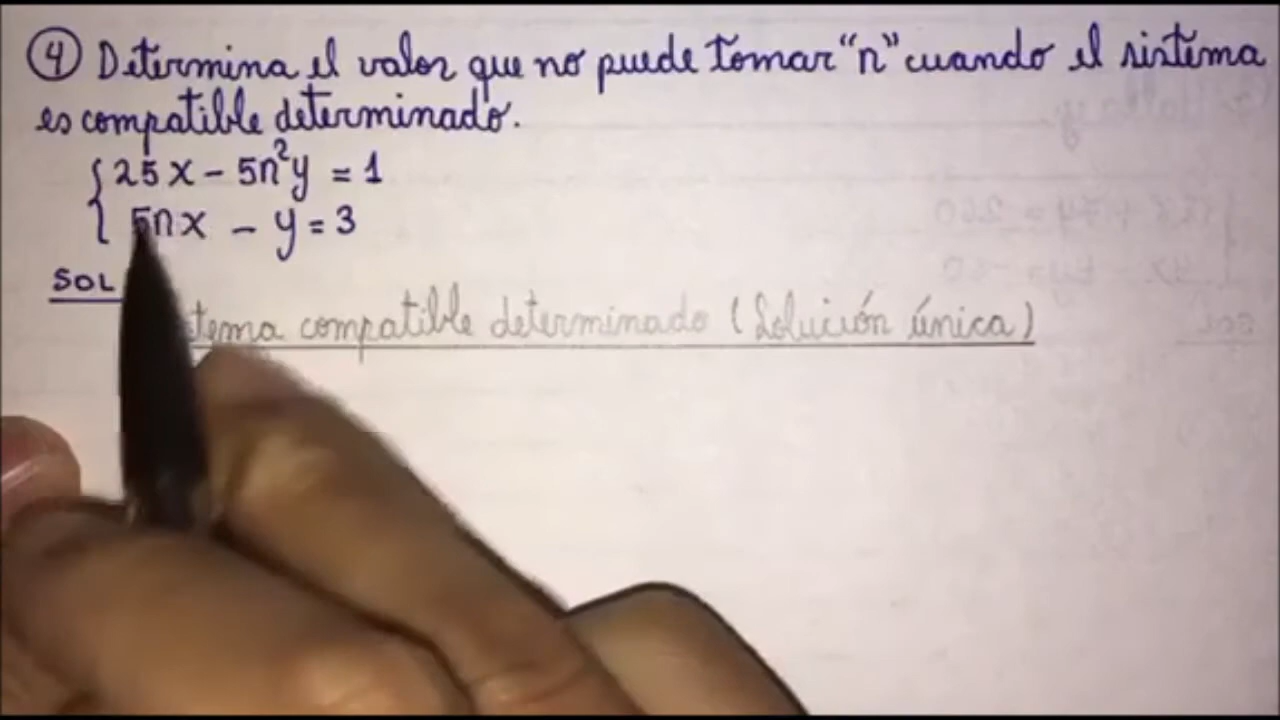 ④ Determina el valor que no puede tomar "n" cuando el sistema
es compatible determinado.
25x - 5n²y = 1
5nx - y = 3
SOL
compatible determinado (Solución única)